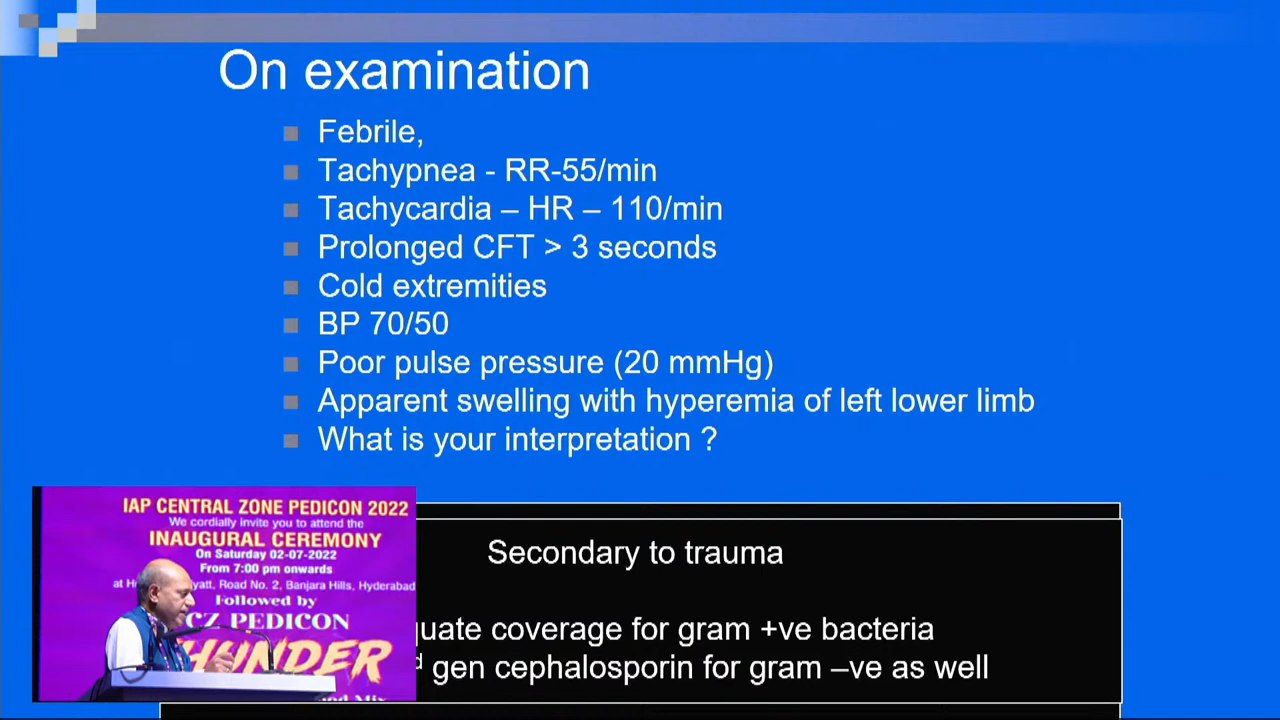 On examination
Febrile,
Tachypnea - RR-55/min
Tachycardia – HR – 110/min
Prolonged CFT > 3 seconds
Cold extremities
BP 70/50
Poor pulse pressure (20 mmHg)
Apparent swelling with hyperemia of left lower limb
What is your interpretation ?
IAP CENTRAL ZONE PEDICON 2022
We cordially invite you to attend the
INAUGURAL CEREMONY
On Saturday 02-07-2022
From 7:00 pm onwards
at Road No. 2, Banjara Hills, Hyderabad
Followed by
CZ PEDICON
Secondary to trauma
coverage for gram +ve bacteria
gen cephalosporin for gram –ve as well